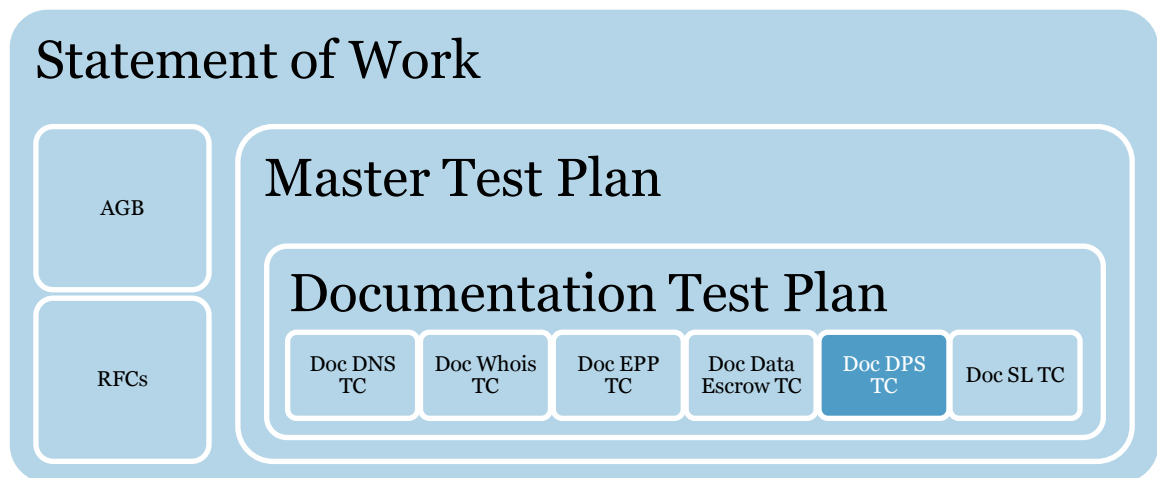 Statement of Work
AGB
RFCs
Master Test Plan
Documentation Test Plan
Doc DNS
TC
Doc Whois
TC
Doc EPP
TC
Doc Data
Escrow TC
Doc DPS
TC
Doc SL TC